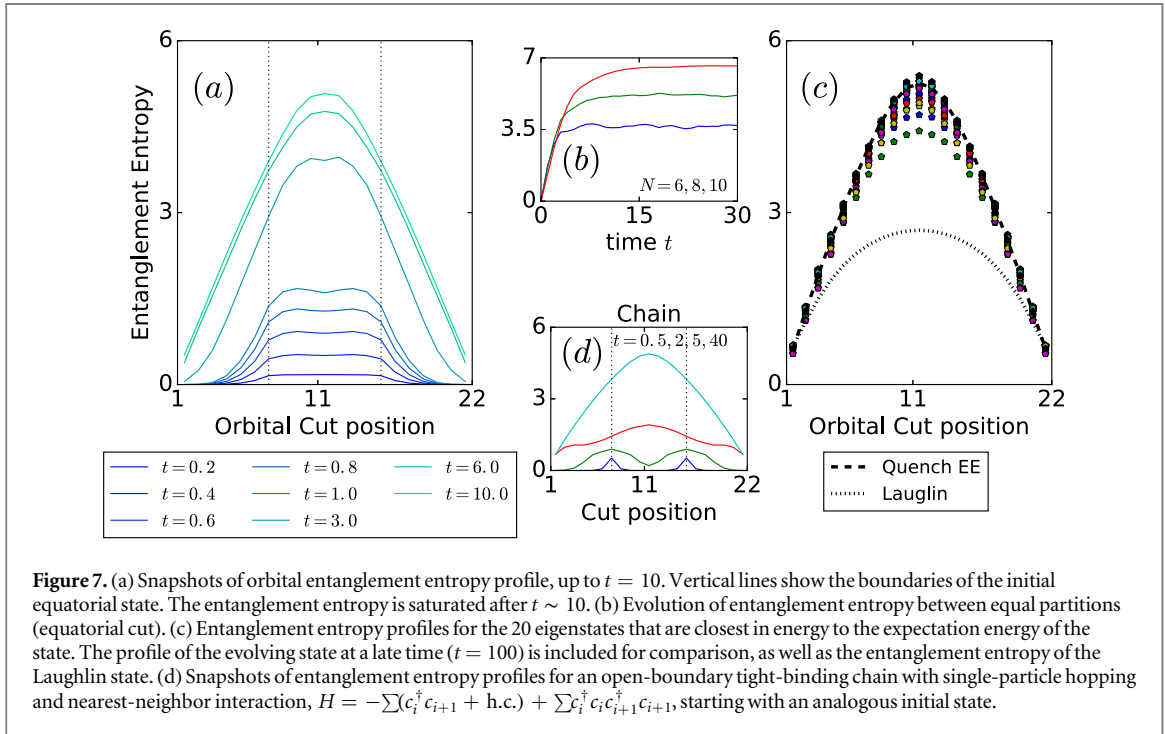 6
3
0
Entanglement Entropy
(a)
1
11
22
Orbital Cut position
t=0.2
t=0.4
t=0.6
t=0.8
t=1.0
t=3.0
t=6.0
t=10.0
7
3.5
0
(b)
N=6,8,10
0
15
30
time t
Chain
6
3
0
(d)
t=0.5,2,5,40
1
11
22
Cut position
6
3
0
(c)
1
11
22
Orbital Cut position
Quench EE
Lauglin
Figure 7. (a) Snapshots of orbital entanglement entropy profile, up to t = 10. Vertical lines show the boundaries of the initial
equatorial state. The entanglement entropy is saturated after t ∼ 10. (b) Evolution of entanglement entropy between equal partitions
(equatorial cut). (c) Entanglement entropy profiles for the 20 eigenstates that are closest in energy to the expectation energy of the
state. The profile of the evolving state at a late time (t = 100) is included for comparison, as well as the entanglement entropy of the
Laughlin state. (d) Snapshots of entanglement entropy profiles for an open-boundary tight-binding chain with single-particle hopping
and nearest-neighbor interaction, H = −∑(c_i^† c_{i+1} + h.c.) + ∑c_i^† c_i c_{i+1}^† c_{i+1}, starting with an analogous initial state.